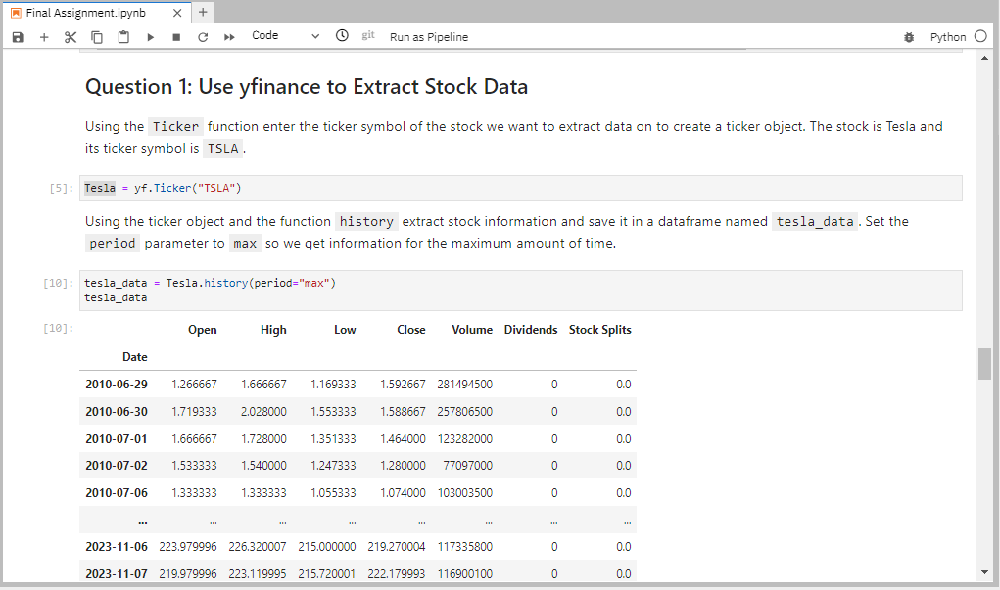 Final Assignment.ipynb
Code git Run as Pipeline Python
Question 1: Use yfinance to Extract Stock Data
Using the Ticker function enter the ticker symbol of the stock we want to extract data on to create a ticker object. The stock is Tesla and
its ticker symbol is TSLA .
[5]: Tesla = yf.Ticker("TSLA")
Using the ticker object and the function history extract stock information and save it in a dataframe named tesla_data . Set the
period parameter to max so we get information for the maximum amount of time.
[10]: tesla_data = Tesla.history(period="max")
tesla_data
[10]: Open High Low Close Volume Dividends Stock Splits
Date
2010-06-29 1.266667 1.666667 1.169333 1.592667 281494500 0 0.0
2010-06-30 1.719333 2.028000 1.553333 1.588667 257806500 0 0.0
2010-07-01 1.666667 1.728000 1.351333 1.464000 123282000 0 0.0
2010-07-02 1.533333 1.540000 1.247333 1.280000 77097000 0 0.0
2010-07-06 1.333333 1.333333 1.055333 1.074000 103003500 0 0.0
... ... ... ... ... ... ... ...
2023-11-06 223.979996 226.320007 215.000000 219.270004 117335800 0 0.0
2023-11-07 219.979996 223.119995 215.720001 222.179993 116900100 0 0.0